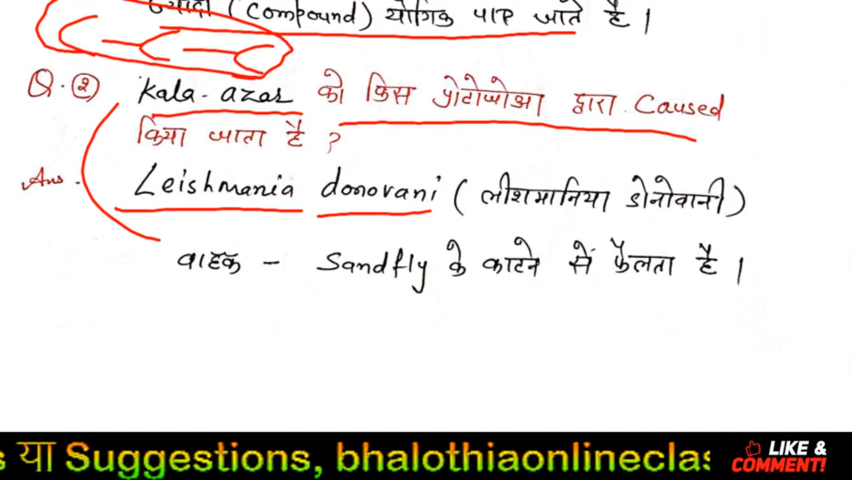 ज्यादा (Compound) योगिक पाए जाते है।
Q.② Kala-azar को किस प्रोटोजोआ द्वारा Caused
किया जाता है ?
Ans. Leishmania donovani (लीशमानिया डोनोवानी)
वाहक - Sandfly के काटने से फैलता है।
या Suggestions, bhalothiaonlineclas
LIKE &
COMMENT!